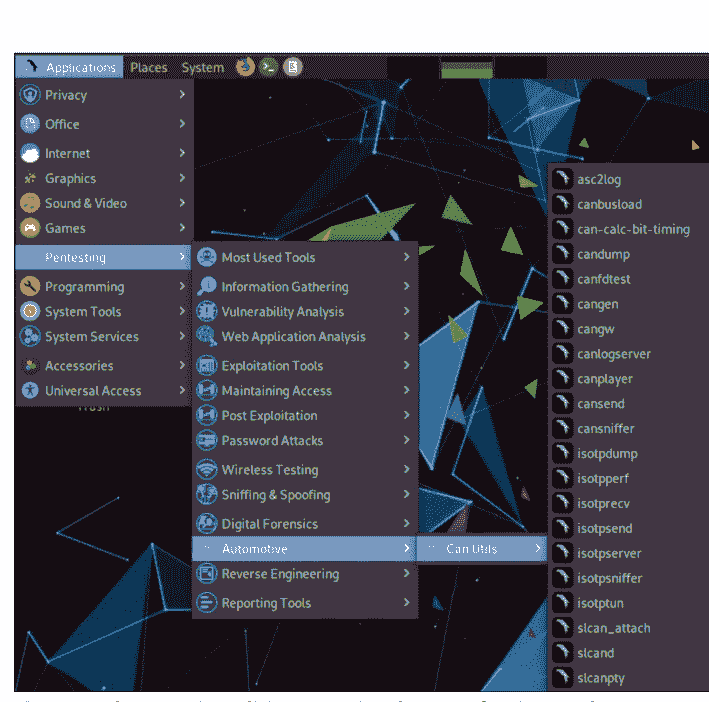 Applications Places System
Privacy
Office
Internet
Graphics
Sound & Video
Games
Pentesting
Programming
System Tools
System Services
Accessories
Universal Access
Trash
Most Used Tools
Information Gathering
Vulnerability Analysis
Web Application Analysis
Exploitation Tools
Maintaining Access
Post Exploitation
Password Attacks
Wireless Testing
Sniffing & Spoofing
Digital Forensics
Automotive
Reverse Engineering
Reporting Tools
Can Utils
asc2log
canbusload
can-calc-bit-timing
candump
canfdtest
cangen
cangw
canlogserver
canplayer
cansend
cansniffer
isotpdump
isotpperf
isotprecv
isotpsend
isotpserver
isotpsniffer
isotptun
slcan_attach
slcand
slcanpty